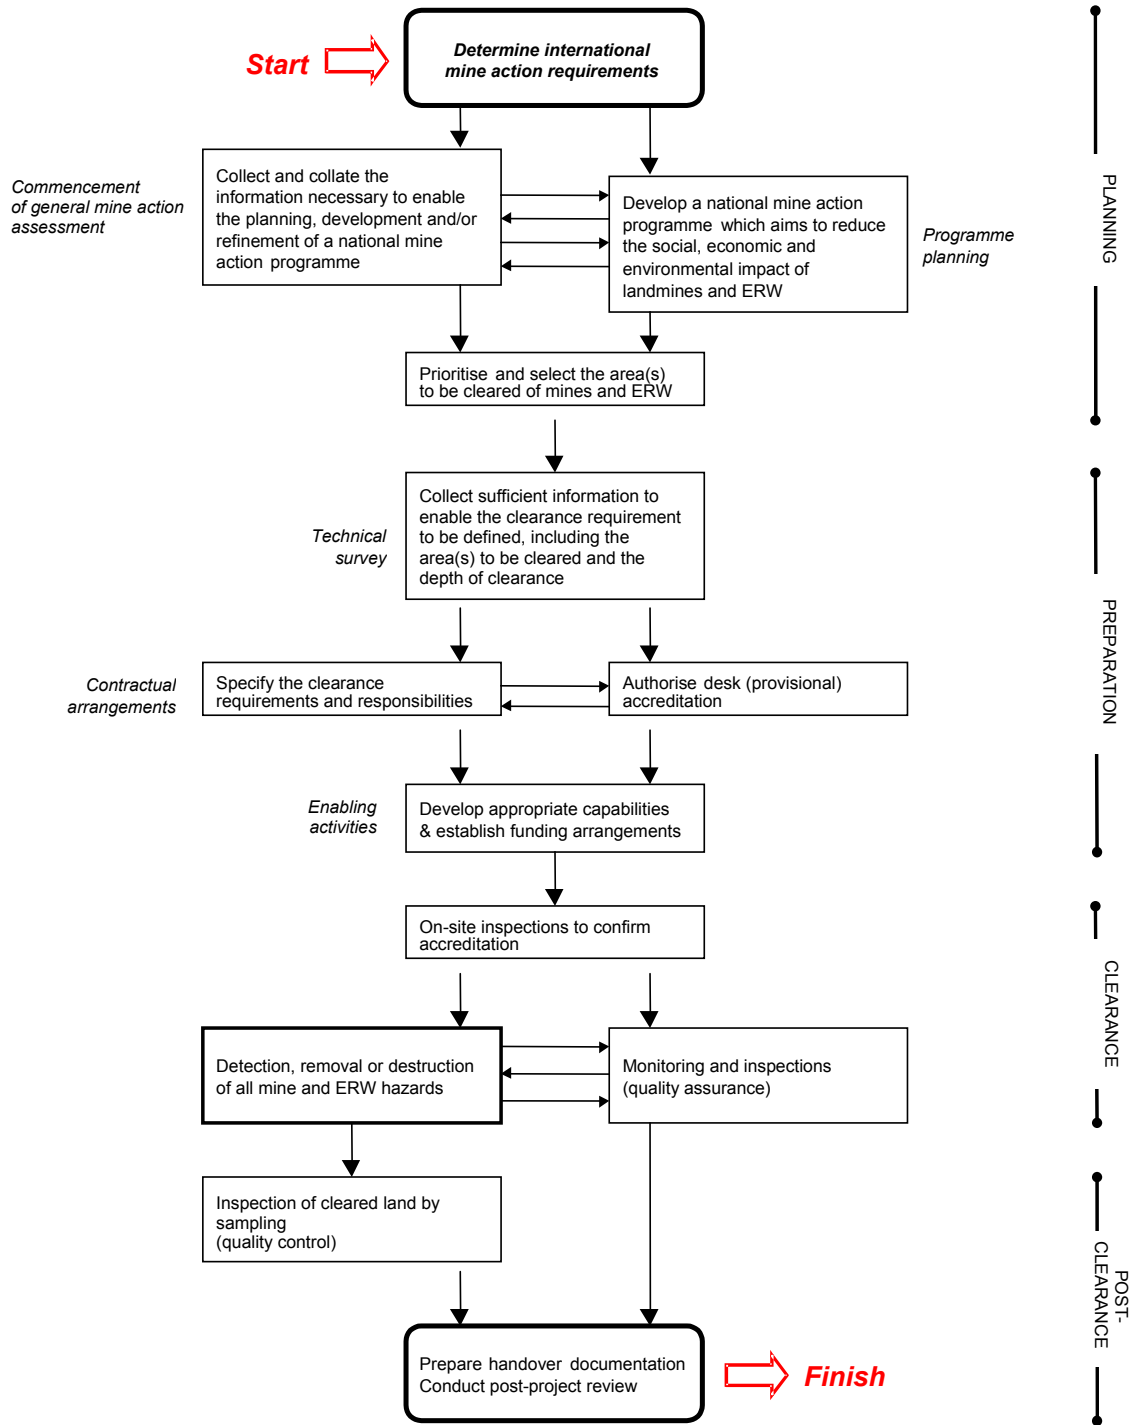 Start
Determine international
mine action requirements
Commencement
of general mine action
assessment
Collect and collate the
information necessary to enable
the planning, development and/or
refinement of a national mine
action programme
Develop a national mine action
programme which aims to reduce
the social, economic and
environmental impact of
landmines and ERW
Programme
planning
PLANNING
Prioritise and select the area(s)
to be cleared of mines and ERW
Technical
survey
Collect sufficient information to
enable the clearance requirement
to be defined, including the
area(s) to be cleared and the
depth of clearance
PREPARATION
Contractual
arrangements
Specify the clearance
requirements and responsibilities
Authorise desk (provisional)
accreditation
Enabling
activities
Develop appropriate capabilities
& establish funding arrangements
On-site inspections to confirm
accreditation
CLEARANCE
Detection, removal or destruction
of all mine and ERW hazards
Monitoring and inspections
(quality assurance)
Inspection of cleared land by
sampling
(quality control)
POST-
CLEARANCE
Prepare handover documentation
Conduct post-project review
Finish